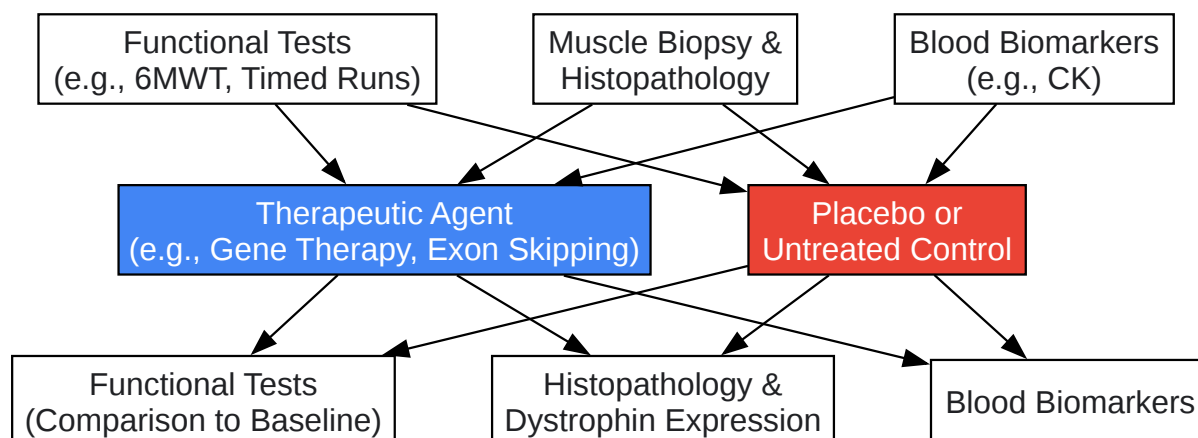 Functional Tests
(e.g., 6MWT, Timed Runs)
Muscle Biopsy &
Histopathology
Blood Biomarkers
(e.g., CK)
Therapeutic Agent
(e.g., Gene Therapy, Exon Skipping)
Placebo or
Untreated Control
Functional Tests
(Comparison to Baseline)
Histopathology &
Dystrophin Expression
Blood Biomarkers